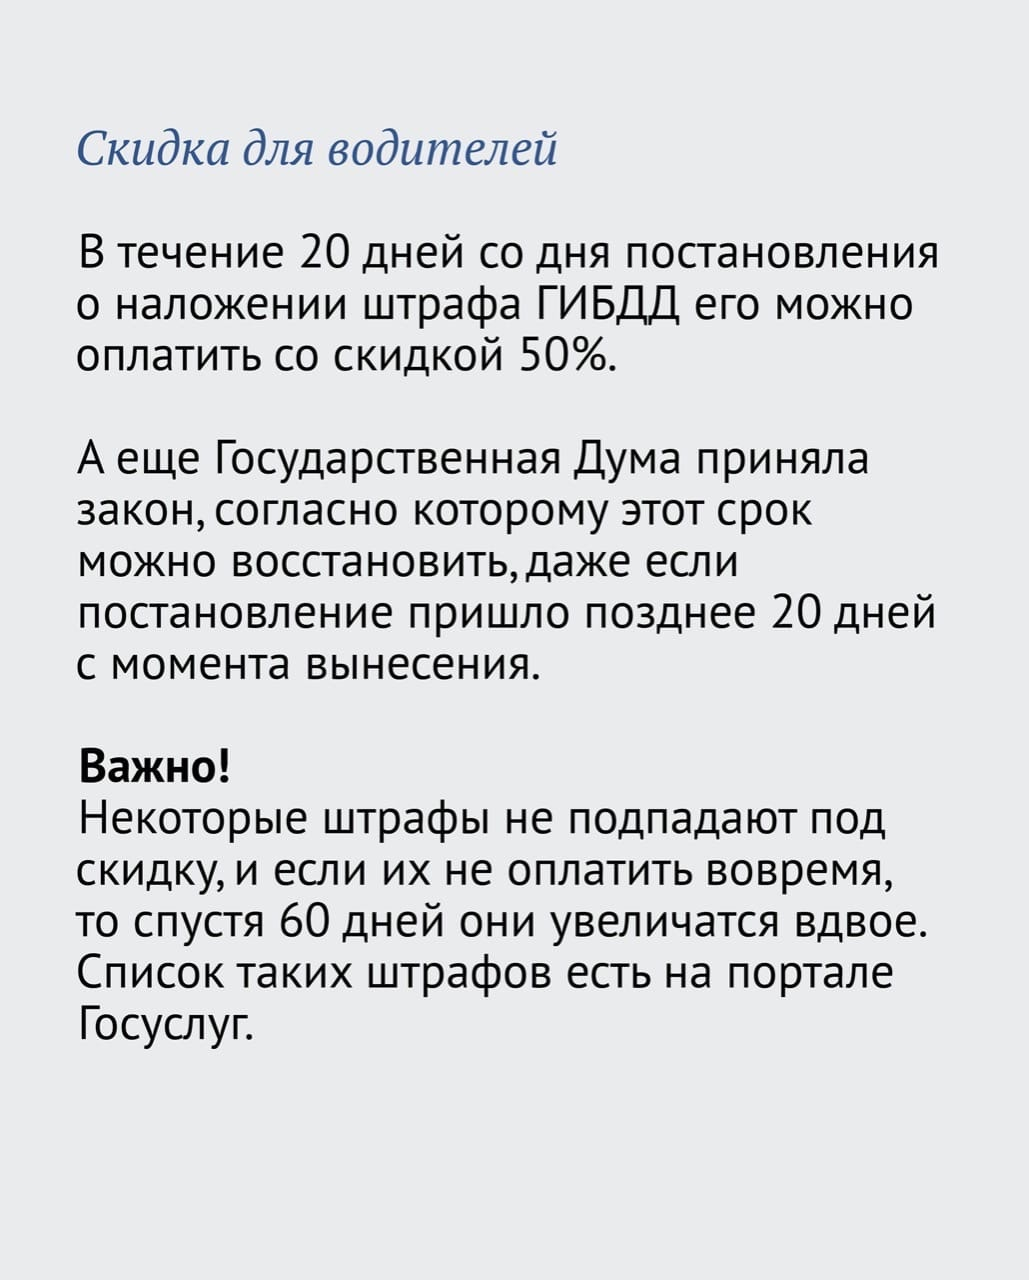 Скидка для водителей
В течение 20 дней со дня постановления
о наложении штрафа ГИБДД его можно
оплатить со скидкой 50%.
А еще Государственная Дума приняла
закон, согласно которому этот срок
можно восстановить, даже если
постановление пришло позднее 20 дней
с момента вынесения.
Важно!
Некоторые штрафы не подпадают под
скидку, и если их не оплатить вовремя,
то спустя 60 дней они увеличатся вдвое.
Список таких штрафов есть на портале
Госуслуг.